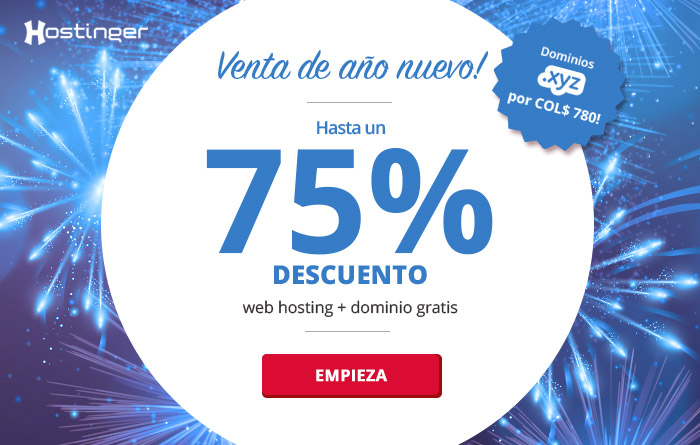 Hostinger
Venta de año nuevo!
Dominios
.xyz
por COL$ 780!
Hasta un
75%
DESCUENTO
web hosting + dominio gratis
EMPIEZA